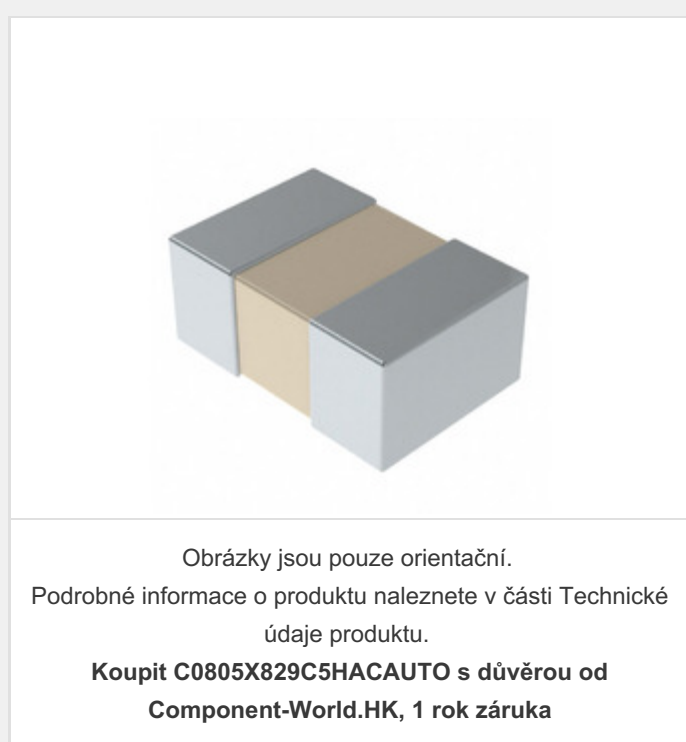 Obrázky jsou pouze orientační.
Podrobné informace o produktu naleznete v části Technické
údaje produktu.
Koupit C0805X829C5HACAUTO s důvěrou od
Component-World.HK, 1 rok záruka